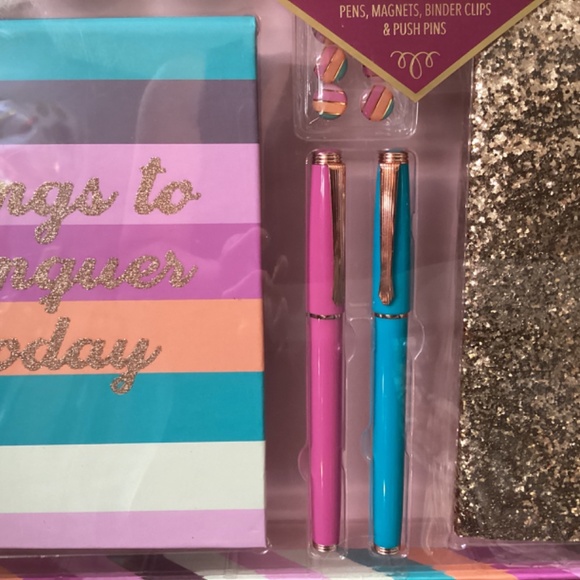 PENS, MAGNETS, BINDER CLIPS
& PUSH PINS
ngs to
nquer
oday